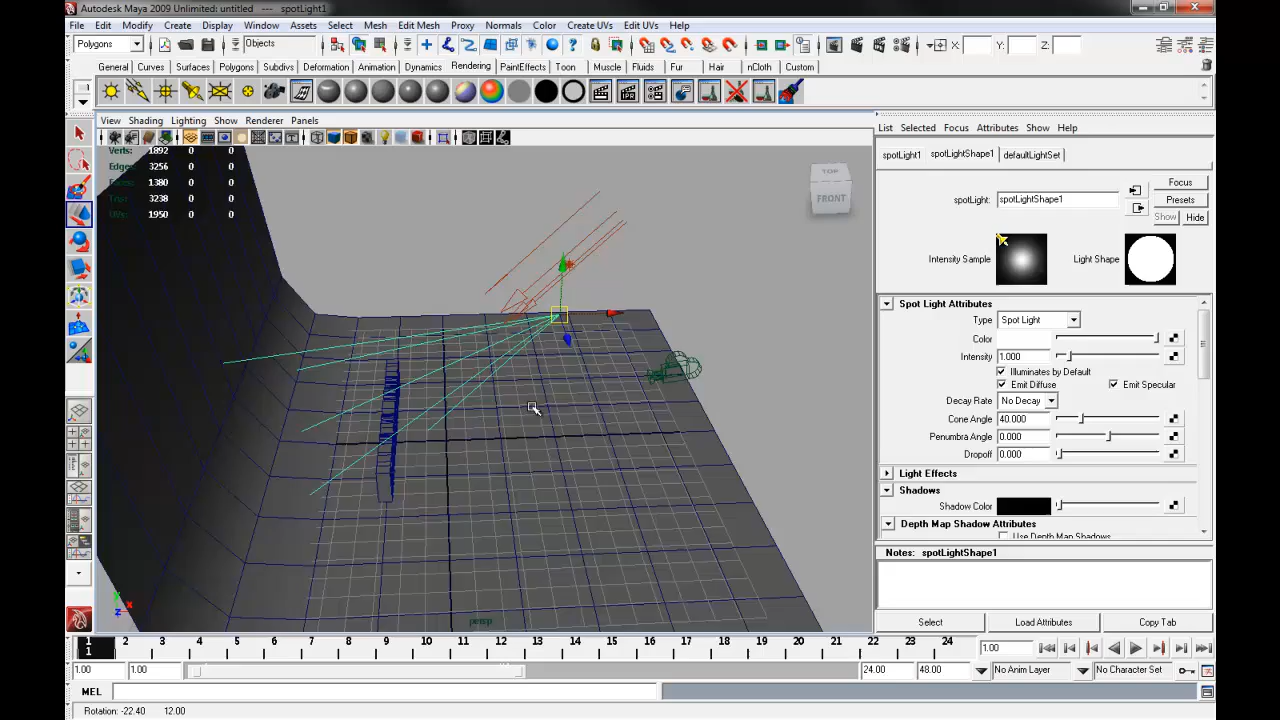 Autodesk Maya 2009 Unlimited: untitled --- spotLight1
File Edit Modify Create Display Window Assets Select Mesh Edit Mesh Proxy Normals Color Create UVs Edit UVs Help
Polygons Objects X: Y: Z:
General Curves Surfaces Polygons Subdivs Deformation Animation Dynamics Rendering PaintEffects Toon Muscle Fluids Fur Hair nCloth Custom
View Shading Lighting Show Renderer Panels
List Selected Focus Attributes Show Help
Verts: 1892 0 0
Edges: 3256 0 0
1380 0 0
3238 0 0
UVs: 1950 0 0
TOP
FRONT
persp
spotLight1 spotLightShape1 defaultLightSet
spotLight: spotLightShape1
Focus
Presets
Show Hide
Intensity Sample Light Shape
Spot Light Attributes
Type Spot Light
Color
Intensity 1.000
Illuminates by Default
Emit Diffuse Emit Specular
Decay Rate No Decay
Cone Angle 40.000
Penumbra Angle 0.000
Dropoff 0.000
Light Effects
Shadows
Shadow Color
Depth Map Shadow Attributes
Use Depth Map Shadows
Notes: spotLightShape1
Select Load Attributes Copy Tab
1 2 3 4 5 6 7 8 9 10 11 12 13 14 15 16 17 18 19 20 21 22 23 24
1 1.00
1.00 1.00 24.00 48.00 No Anim Layer No Character Set
MEL
Rotation: -22.40 12.00